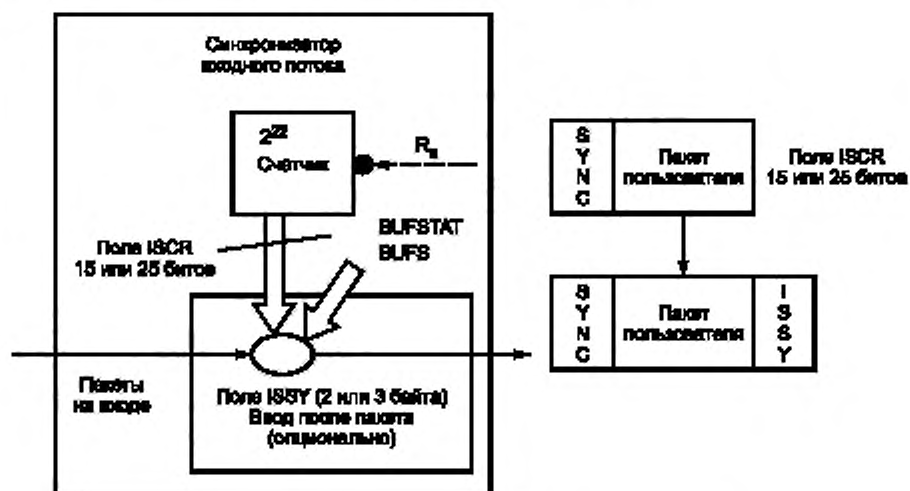 Синхронизатор
входного потока
2²²
Счётчик
Rs
Поле ISCR
15 или 25 битов
BUFSTAT
BUFS
Пакеты
на входе
Поле ISSY (2 или 3 байта)
Ввод после пакета
(опционально)
S
Y
N
C
Пакет
пользователя
Поле ISCR
15 или 25 битов
S
Y
N
C
Пакет
пользователя
I
S
S
Y